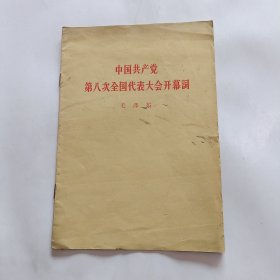 中国共产党
第八次全国代表大会开幕詞
毛泽东